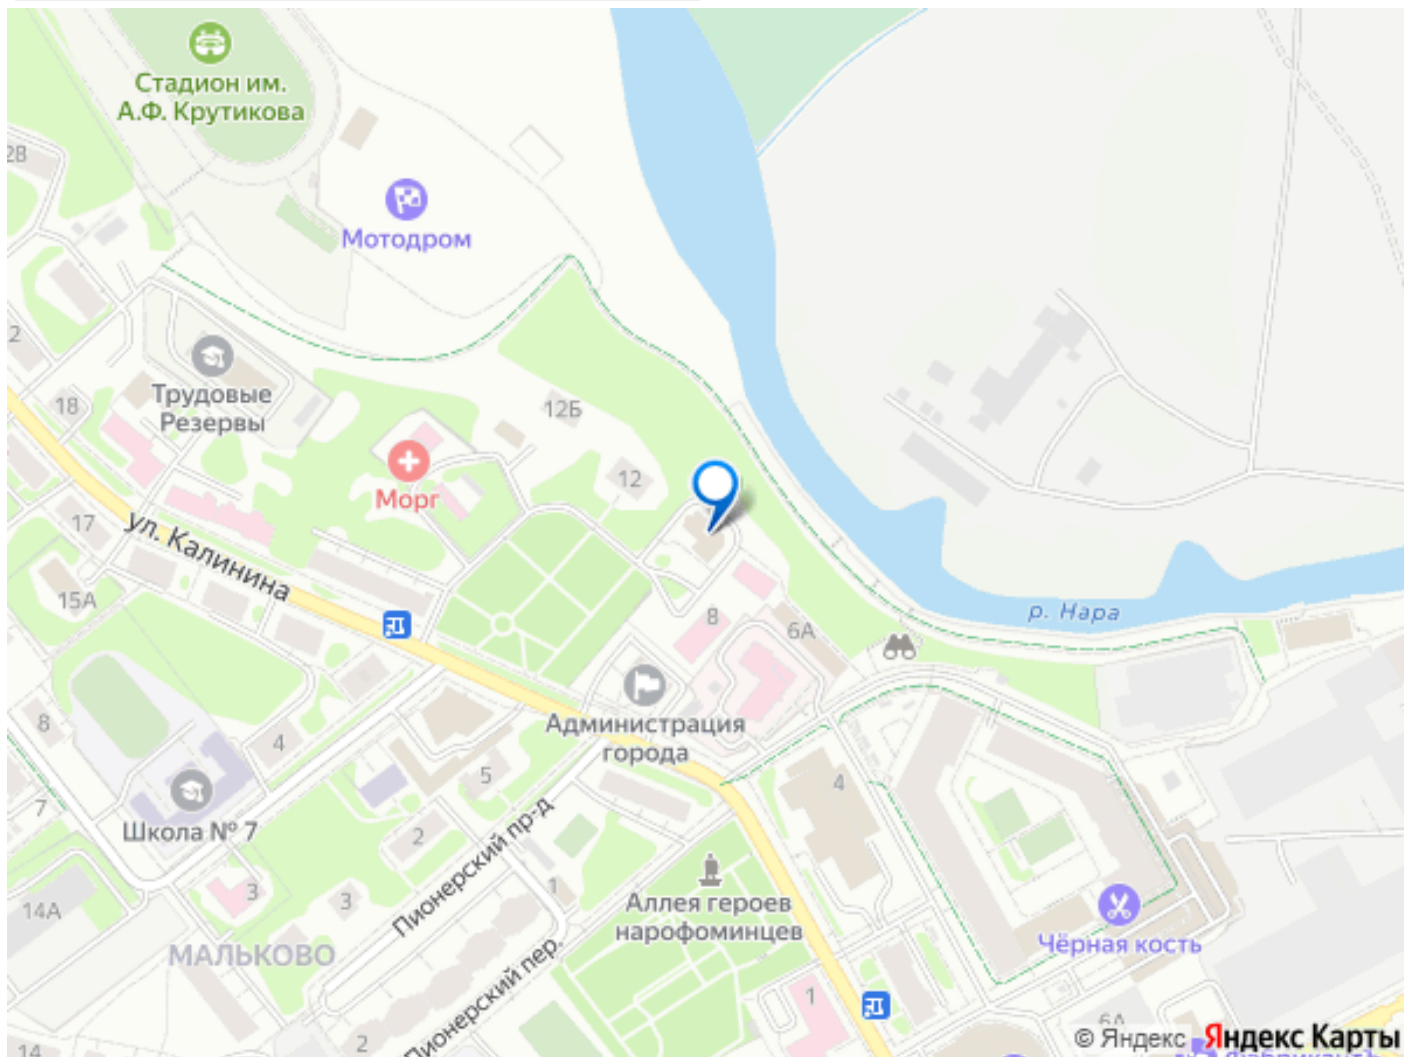 Стадион им.
А.Ф. Крутикова
2В
Мотодром
2
Трудовые
Резервы
18
12Б
12
Морг
17
ул. Калинина
15А
р. Нара
8
6А
Администрация
города
8
4
5
4
7
Школа № 7
2
Пионерский пр-д
1
3
3
14А
Аллея героев
нарофоминцев
Чёрная кость
МАЛЬКОВО
Пионерский пер.
1
2
14
6А
© Яндекс Яндекс Карты